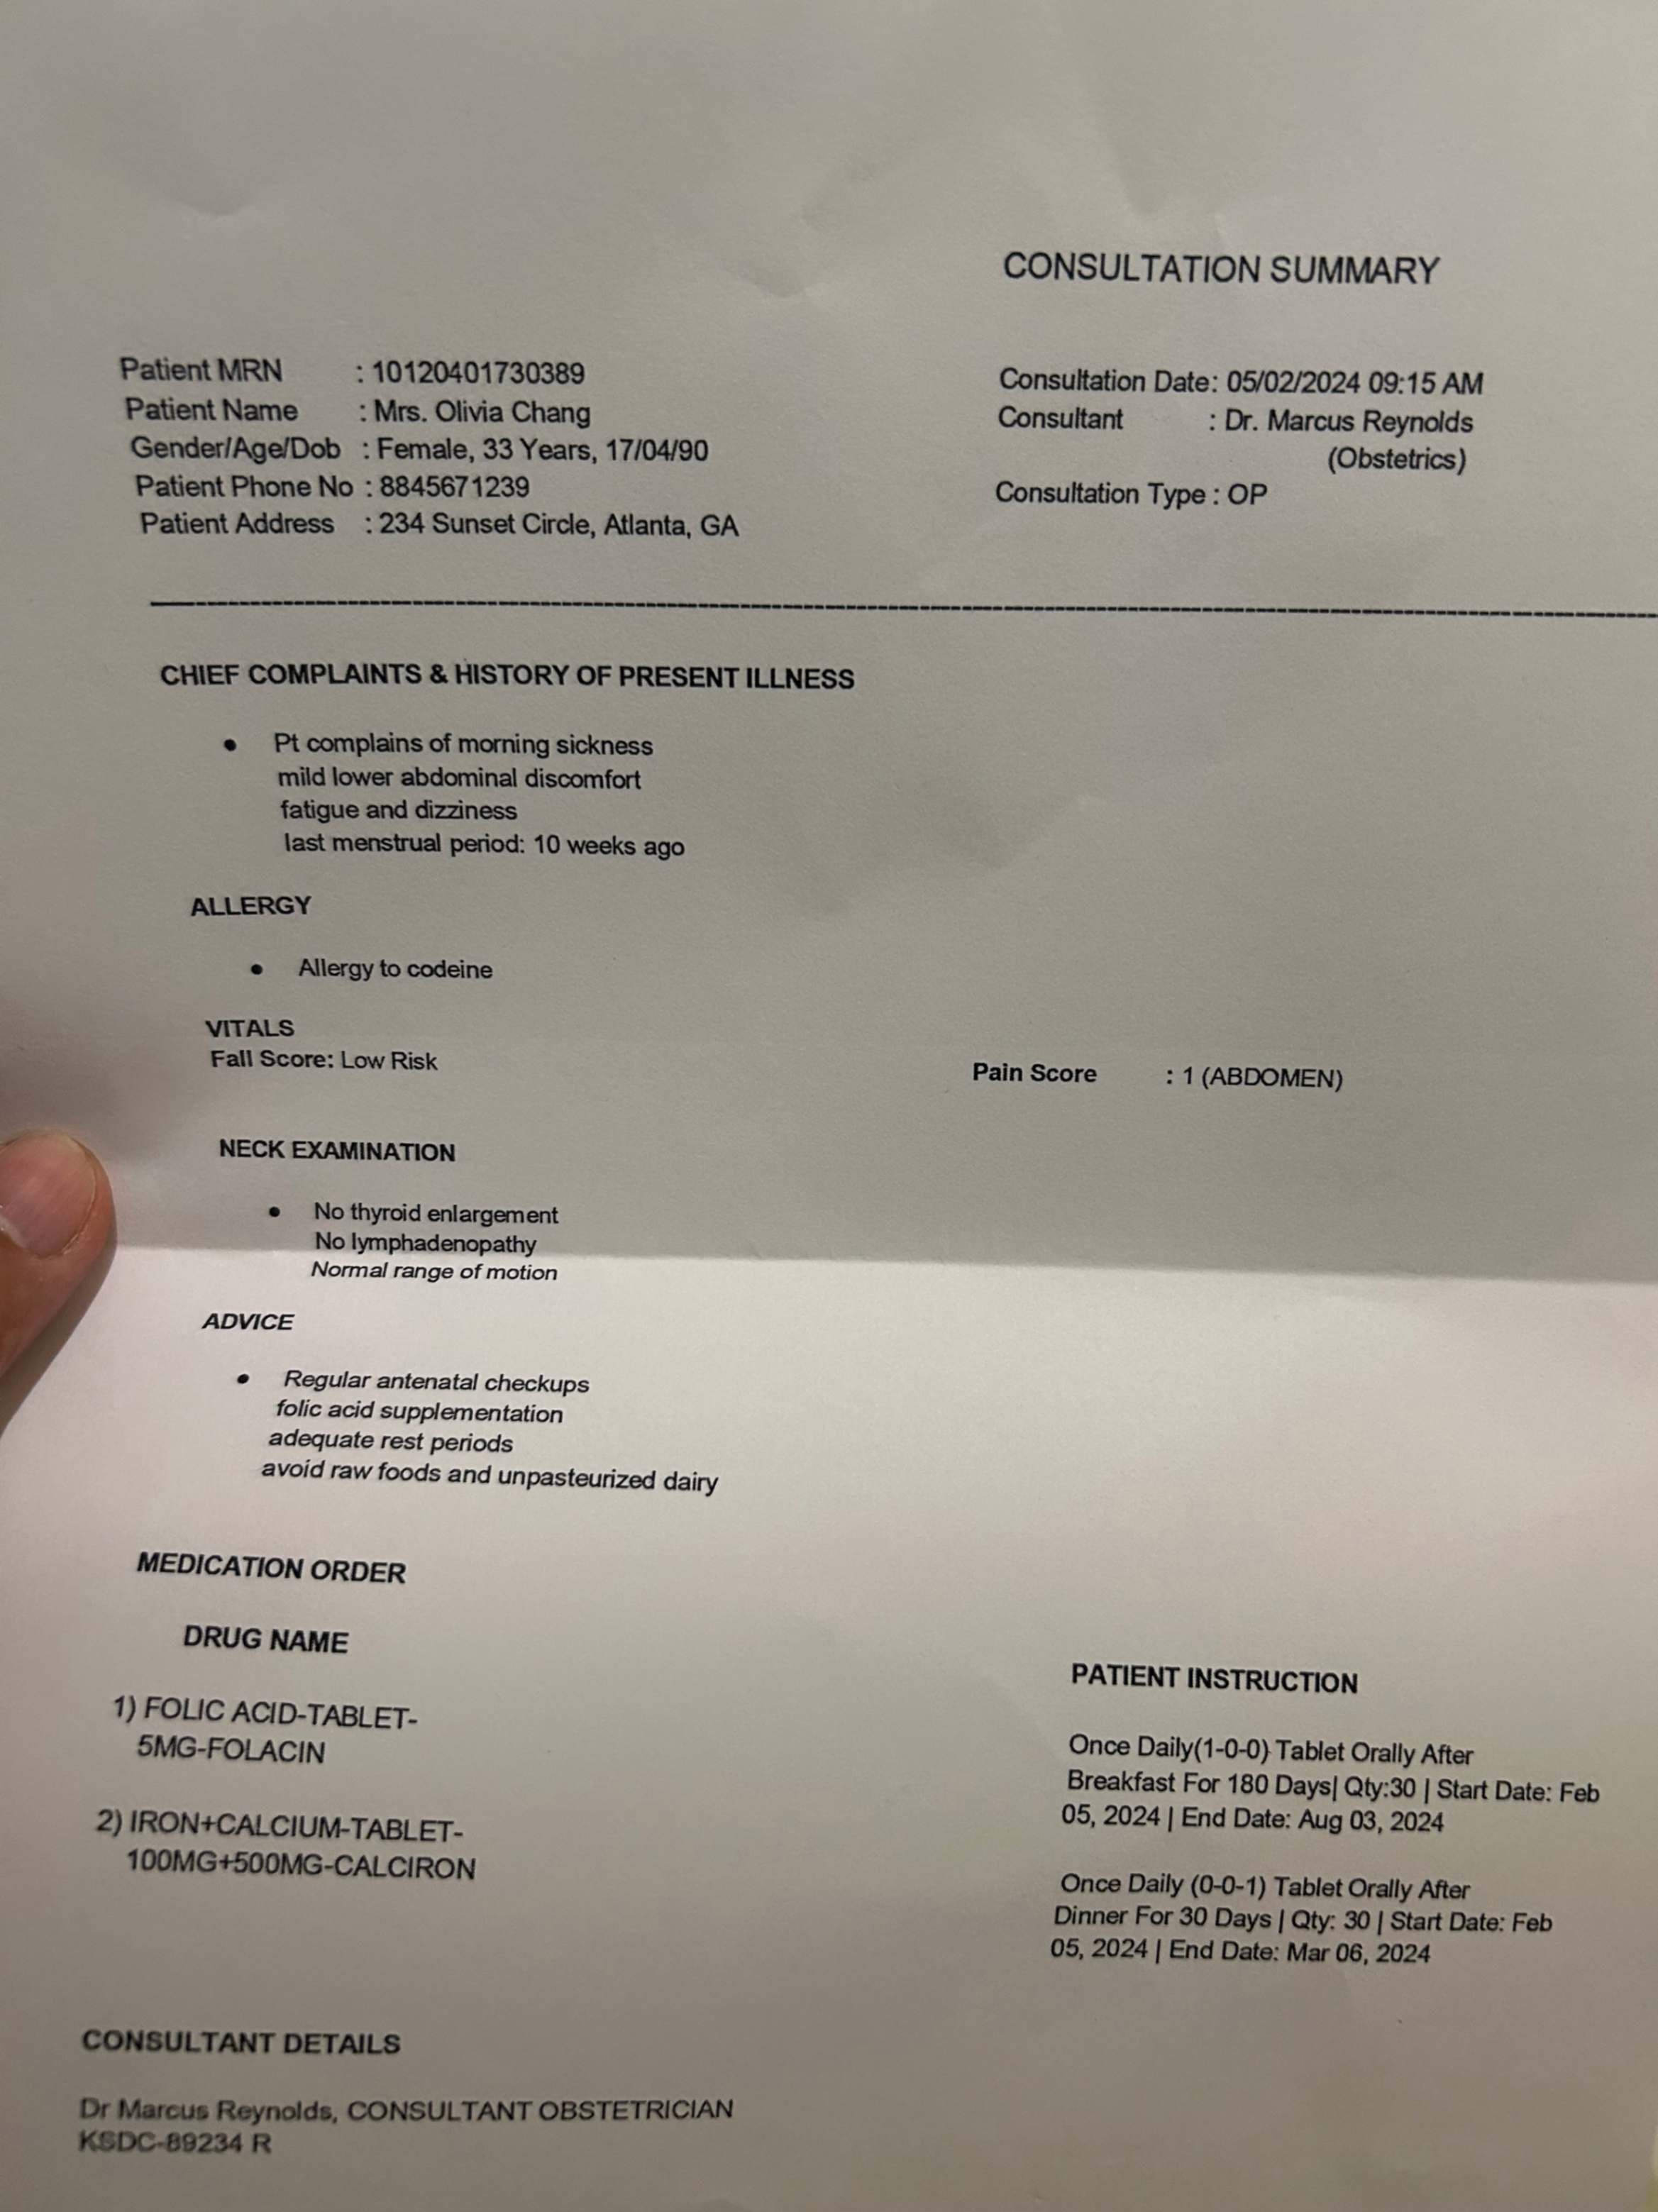 CONSULTATION SUMMARY
Patient MRN : 10120401730389
Patient Name : Mrs. Olivia Chang
Gender/Age/Dob : Female, 33 Years, 17/04/90
Patient Phone No : 8845671239
Patient Address : 234 Sunset Circle, Atlanta, GA
Consultation Date: 05/02/2024 09:15 AM
Consultant : Dr. Marcus Reynolds
(Obstetrics)
Consultation Type : OP
CHIEF COMPLAINTS & HISTORY OF PRESENT ILLNESS
• Pt complains of morning sickness
mild lower abdominal discomfort
fatigue and dizziness
last menstrual period: 10 weeks ago
ALLERGY
• Allergy to codeine
VITALS
Fall Score: Low Risk
Pain Score : 1 (ABDOMEN)
NECK EXAMINATION
• No thyroid enlargement
No lymphadenopathy
Normal range of motion
ADVICE
• Regular antenatal checkups
folic acid supplementation
adequate rest periods
avoid raw foods and unpasteurized dairy
MEDICATION ORDER
DRUG NAME
PATIENT INSTRUCTION
1) FOLIC ACID-TABLET-
5MG-FOLACIN
Once Daily(1-0-0) Tablet Orally After
Breakfast For 180 Days| Qty:30 | Start Date: Feb
05, 2024 | End Date: Aug 03, 2024
2) IRON+CALCIUM-TABLET-
100MG+500MG-CALCIRON
Once Daily (0-0-1) Tablet Orally After
Dinner For 30 Days | Qty: 30 | Start Date: Feb
05, 2024 | End Date: Mar 06, 2024
CONSULTANT DETAILS
Dr Marcus Reynolds, CONSULTANT OBSTETRICIAN
KSDC-89234 R